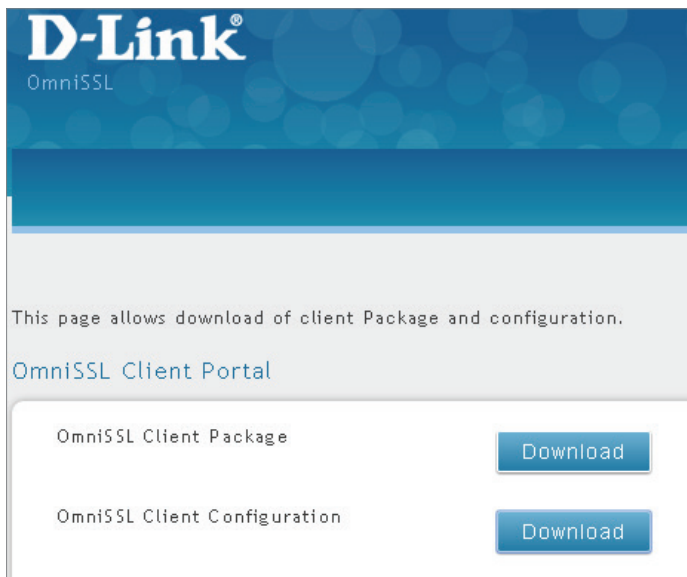 D-Link®
OmniSSL
This page allows download of client Package and configuration.
OmniSSL Client Portal
OmniSSL Client Package
Download
OmniSSL Client Configuration
Download